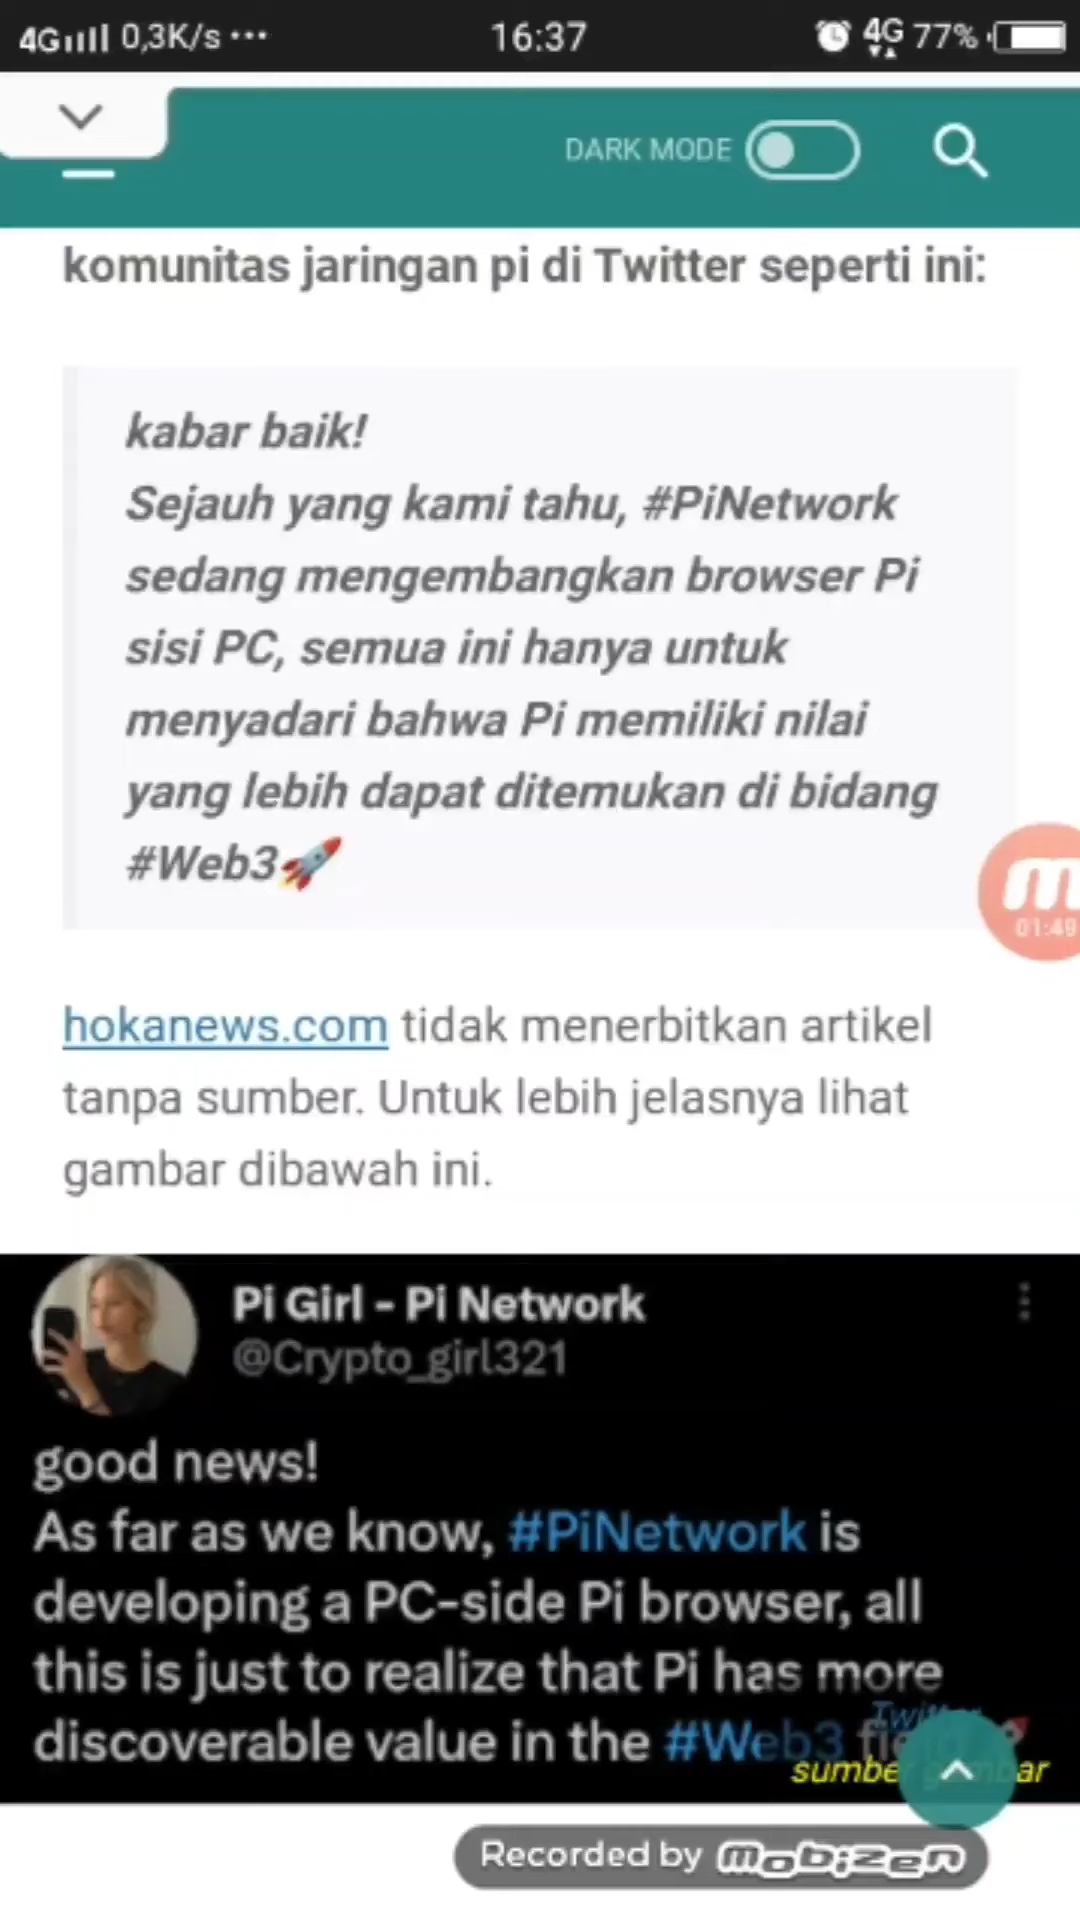 4G 0,3K/s ... 16:37 4G 77%
DARK MODE
komunitas jaringan pi di Twitter seperti ini:
kabar baik!
Sejauh yang kami tahu, #PiNetwork
sedang mengembangkan browser Pi
sisi PC, semua ini hanya untuk
menyadari bahwa Pi memiliki nilai
yang lebih dapat ditemukan di bidang
#Web3🚀
m
01:49
hokanews.com tidak menerbitkan artikel
tanpa sumber. Untuk lebih jelasnya lihat
gambar dibawah ini.
Pi Girl - Pi Network
@Crypto_girl321
good news!
As far as we know, #PiNetwork is
developing a PC-side Pi browser, all
this is just to realize that Pi has more
discoverable value in the #Web3
Recorded by mobizen